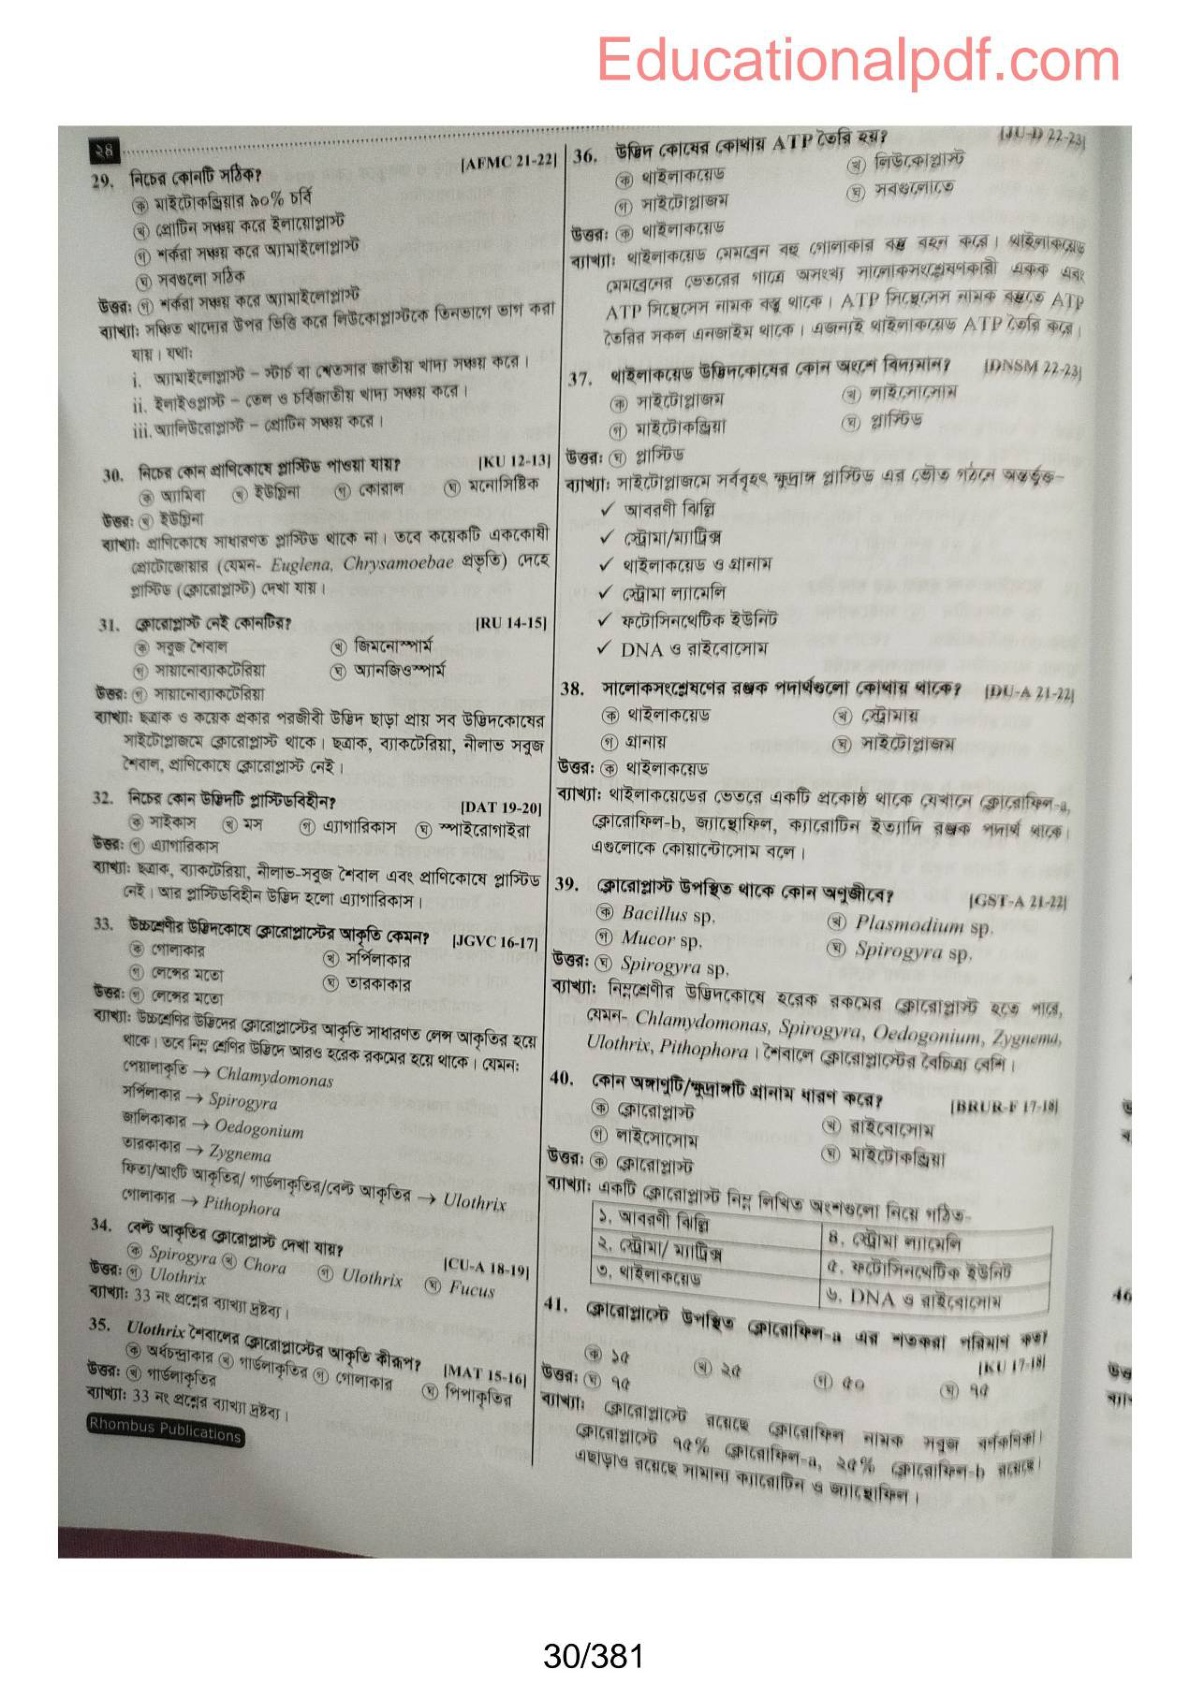 Educationalpdf.com
২৪
29. নিচের কোনটি সঠিক? [AFMC 21-22]
ক মাইটোকন্ড্রিয়ার ৯০% চর্বি
খ প্রোটিন সঞ্চয় করে ইলায়োপ্লাস্ট
গ শর্করা সঞ্চয় করে অ্যামাইলোপ্লাস্ট
ঘ সবগুলো সঠিক
উত্তর: গ শর্করা সঞ্চয় করে অ্যামাইলোপ্লাস্ট
ব্যাখ্যা: সঞ্চিত খাদ্যের উপর ভিত্তি করে লিউকোপ্লাস্টকে তিনভাগে ভাগ করা
যায়। যথা:
i. অ্যামাইলোপ্লাস্ট – স্টার্চ বা শ্বেতসার জাতীয় খাদ্য সঞ্চয় করে।
ii. ইলাইওপ্লাস্ট – তেল ও চর্বিজাতীয় খাদ্য সঞ্চয় করে।
iii. অ্যালিউরোপ্লাস্ট – প্রোটিন সঞ্চয় করে।
30. নিচের কোন প্রাণিকোষে প্লাস্টিড পাওয়া যায়? [KU 12-13]
ক অ্যামিবা খ ইউগ্লিনা গ কোরাল ঘ মনোসিষ্টিক
উত্তর: খ ইউগ্লিনা
ব্যাখ্যা: প্রাণিকোষে সাধারণত প্লাস্টিড থাকে না। তবে কয়েকটি এককোষী
প্রোটোজোয়ার (যেমন- Euglena, Chrysamoebae প্রভৃতি) দেহে
প্লাস্টিড (ক্লোরোপ্লাস্ট) দেখা যায়।
31. ক্লোরোপ্লাস্ট নেই কোনটির? [RU 14-15]
ক সবুজ শৈবাল খ জিমনোস্পার্ম
গ সায়ানোব্যাকটেরিয়া ঘ অ্যানজিওস্পার্ম
উত্তর: গ সায়ানোব্যাকটেরিয়া
ব্যাখ্যা: ছত্রাক ও কয়েক প্রকার পরজীবী উদ্ভিদ ছাড়া প্রায় সব উদ্ভিদকোষের
সাইটোপ্লাজমে ক্লোরোপ্লাস্ট থাকে। ছত্রাক, ব্যাকটেরিয়া, নীলাভ সবুজ
শৈবাল, প্রাণিকোষে ক্লোরোপ্লাস্ট নেই।
32. নিচের কোন উদ্ভিদটি প্লাস্টিডবিহীন? [DAT 19-20]
ক সাইকাস খ মস গ এ্যাগারিকাস ঘ স্পাইরোগাইরা
উত্তর: গ এ্যাগারিকাস
ব্যাখ্যা: ছত্রাক, ব্যাকটেরিয়া, নীলাভ-সবুজ শৈবাল এবং প্রাণিকোষে প্লাস্টিড
নেই। আর প্লাস্টিডবিহীন উদ্ভিদ হলো এ্যাগারিকাস।
33. উচ্চশ্রেণীর উদ্ভিদকোষে ক্লোরোপ্লাস্টের আকৃতি কেমন? [JGVC 16-17]
ক গোলাকার খ সর্পিলাকার
গ লেন্সের মতো ঘ তারকাকার
উত্তর: গ লেন্সের মতো
ব্যাখ্যা: উচ্চশ্রেণির উদ্ভিদের ক্লোরোপ্লাস্টের আকৃতি সাধারণত লেন্স আকৃতির হয়ে
থাকে। তবে নিম্ন শ্রেণির উদ্ভিদে আরও হরেক রকমের হয়ে থাকে। যেমন:
পেয়ালাকৃতি → Chlamydomonas
সর্পিলাকার → Spirogyra
জালিকাকার → Oedogonium
তারকাকার → Zygnema
ফিতা/আংটি আকৃতির/ গার্ডলাকৃতির/বেল্ট আকৃতির → Ulothrix
গোলাকার → Pithophora
34. বেল্ট আকৃতির ক্লোরোপ্লাস্ট দেখা যায়? [CU-A 18-19]
ক Spirogyra খ Chora গ Ulothrix ঘ Fucus
উত্তর: গ Ulothrix
ব্যাখ্যা: 33 নং প্রশ্নের ব্যাখ্যা দ্রষ্টব্য।
35. Ulothrix শৈবালের ক্লোরোপ্লাস্টের আকৃতি কীরূপ? [MAT 15-16]
ক অর্ধচন্দ্রাকার খ গার্ডলাকৃতির গ গোলাকার ঘ পিপাকৃতির
উত্তর: খ গার্ডলাকৃতির
ব্যাখ্যা: 33 নং প্রশ্নের ব্যাখ্যা দ্রষ্টব্য।
Rhombus Publications
36. উদ্ভিদ কোষের কোথায় ATP তৈরি হয়? [JU-D 22-23]
ক থাইলাকয়েড খ লিউকোপ্লাস্ট
গ সাইটোপ্লাজম ঘ সবগুলোতে
উত্তর: ক থাইলাকয়েড
ব্যাখ্যা: থাইলাকয়েড মেমব্রেন বহু গোলাকার বস্তু বহন করে। থাইলাকয়েড
মেমব্রেনের ভেতরের গাত্রে অসংখ্য সালোকসংশ্লেষণকারী একক এবং
ATP সিন্থেসেস নামক বস্তু থাকে। ATP সিন্থেসেস নামক বস্তুতে ATP
তৈরির সকল এনজাইম থাকে। এজন্যই থাইলাকয়েড ATP তৈরি করে।
37. থাইলাকয়েড উদ্ভিদকোষের কোন অংশে বিদ্যমান? [DNSM 22-23]
ক সাইটোপ্লাজম খ লাইসোসোম
গ মাইটোকন্ড্রিয়া ঘ প্লাস্টিড
উত্তর: ঘ প্লাস্টিড
ব্যাখ্যা: সাইটোপ্লাজমে সর্ববৃহৎ ক্ষুদ্রাঙ্গ প্লাস্টিড এর ভৌত গঠনে অন্তর্ভুক্ত–
✓ আবরণী ঝিল্লি
✓ স্ট্রোমা/ম্যাট্রিক্স
✓ থাইলাকয়েড ও গ্রানাম
✓ স্ট্রোমা ল্যামেলি
✓ ফটোসিনথেটিক ইউনিট
✓ DNA ও রাইবোসোম
38. সালোকসংশ্লেষণের রঞ্জক পদার্থগুলো কোথায় থাকে? [DU-A 21-22]
ক থাইলাকয়েড খ স্ট্রোমায়
গ গ্রানায় ঘ সাইটোপ্লাজম
উত্তর: ক থাইলাকয়েড
ব্যাখ্যা: থাইলাকয়েডের ভেতরে একটি প্রকোষ্ঠ থাকে যেখানে ক্লোরোফিল-a,
ক্লোরোফিল-b, জ্যান্থোফিল, ক্যারোটিন ইত্যাদি রঞ্জক পদার্থ থাকে।
এগুলোকে কোয়ান্টোসোম বলে।
39. ক্লোরোপ্লাস্ট উপস্থিত থাকে কোন অণুজীবে? [GST-A 21-22]
ক Bacillus sp. খ Plasmodium sp.
গ Mucor sp. ঘ Spirogyra sp.
উত্তর: ঘ Spirogyra sp.
ব্যাখ্যা: নিম্নশ্রেণীর উদ্ভিদকোষে হরেক রকমের ক্লোরোপ্লাস্ট হতে পারে,
যেমন- Chlamydomonas, Spirogyra, Oedogonium, Zygnema,
Ulothrix, Pithophora। শৈবালে ক্লোরোপ্লাস্টের বৈচিত্র্য বেশি।
40. কোন অঙ্গাণুটি/ক্ষুদ্রাঙ্গটি গ্রানাম ধারণ করে? [BRUR-F 17-18]
ক ক্লোরোপ্লাস্ট খ রাইবোসোম
গ লাইসোসোম ঘ মাইটোকন্ড্রিয়া
উত্তর: ক ক্লোরোপ্লাস্ট
ব্যাখ্যা: একটি ক্লোরোপ্লাস্ট নিম্ন লিখিত অংশগুলো নিয়ে গঠিত-
১. আবরণী ঝিল্লি ৪. স্ট্রোমা ল্যামেলি
২. স্ট্রোমা/ ম্যাট্রিক্স ৫. ফটোসিনথেটিক ইউনিট
৩. থাইলাকয়েড ৬. DNA ও রাইবোসোম
41. ক্লোরোপ্লাস্টে উপস্থিত ক্লোরোফিল-a এর শতকরা পরিমাণ কত?
[KU 17-18]
ক ১৫ খ ২৫ গ ৫০ ঘ ৭৫
উত্তর: ঘ ৭৫
ব্যাখ্যা: ক্লোরোপ্লাস্টে রয়েছে ক্লোরোফিল নামক সবুজ বর্ণকণিকা।
ক্লোরোপ্লাস্টে ৭৫% ক্লোরোফিল-a, ২৫% ক্লোরোফিল-b রয়েছে।
এছাড়াও রয়েছে সামান্য ক্যারোটিন ও জ্যান্থোফিল।
46
30/381